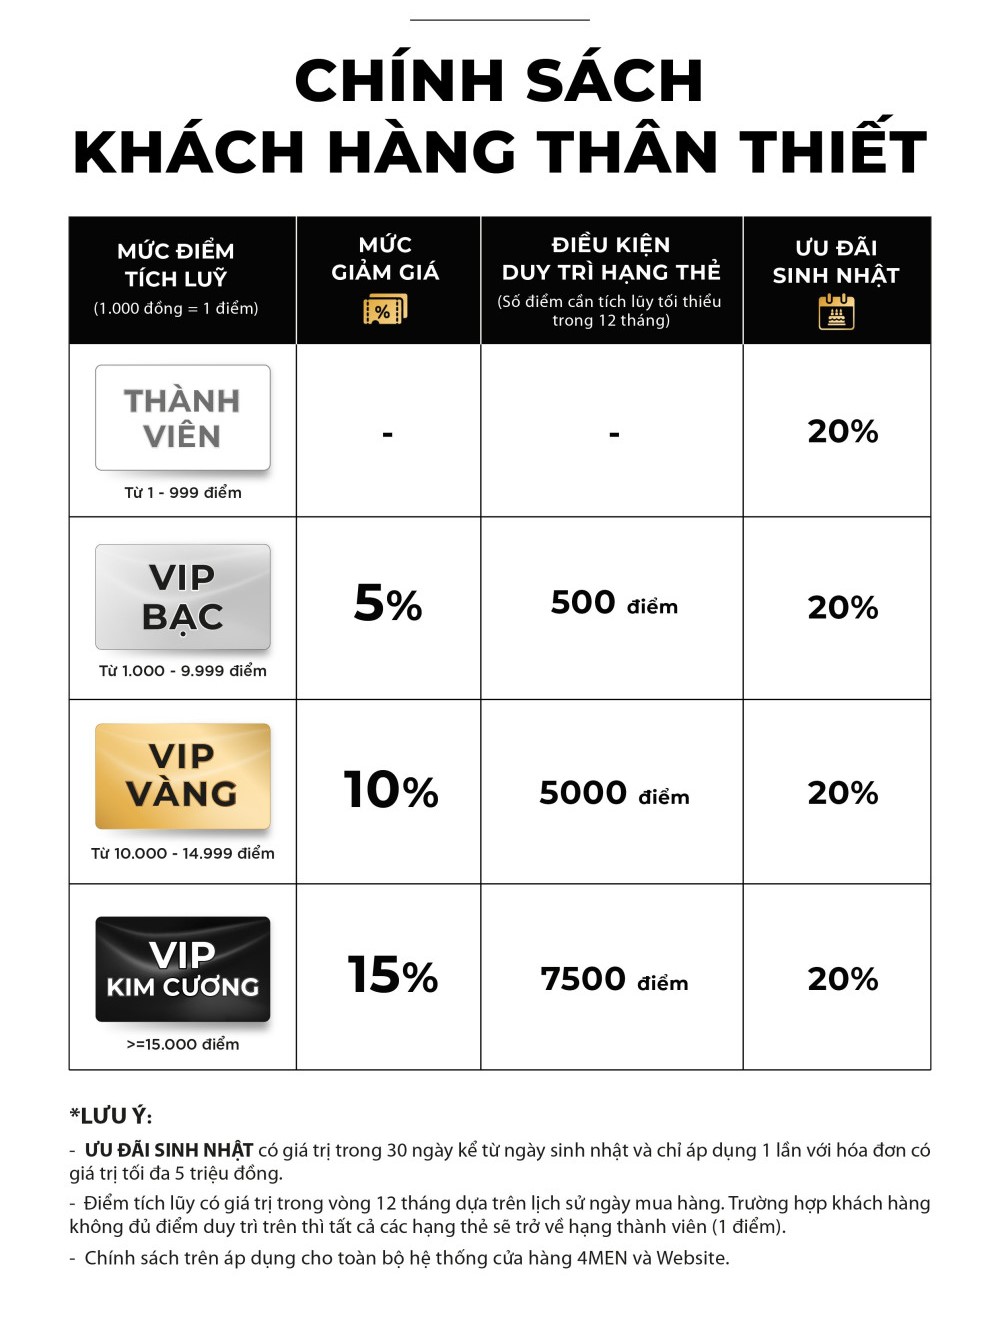 CHÍNH SÁCH
KHÁCH HÀNG THÂN THIẾT
MỨC ĐIỂM
TÍCH LUỸ
(1.000 đồng = 1 điểm)
MỨC
GIẢM GIÁ
%
ĐIỀU KIỆN
DUY TRÌ HẠNG THẺ
(Số điểm cần tích lũy tối thiểu
trong 12 tháng)
ƯU ĐÃI
SINH NHẬT
THÀNH
VIÊN
Từ 1 - 999 điểm
-
-
20%
VIP
BẠC
Từ 1.000 - 9.999 điểm
5%
500 điểm
20%
VIP
VÀNG
Từ 10.000 - 14.999 điểm
10%
5000 điểm
20%
VIP
KIM CƯƠNG
>=15.000 điểm
15%
7500 điểm
20%
*LƯU Ý:
- ƯU ĐÃI SINH NHẬT có giá trị trong 30 ngày kể từ ngày sinh nhật và chỉ áp dụng 1 lần với hóa đơn có
giá trị tối đa 5 triệu đồng.
- Điểm tích lũy có giá trị trong vòng 12 tháng dựa trên lịch sử ngày mua hàng. Trường hợp khách hàng
không đủ điểm duy trì trên thì tất cả các hạng thẻ sẽ trở về hạng thành viên (1 điểm).
- Chính sách trên áp dụng cho toàn bộ hệ thống cửa hàng 4MEN và Website.